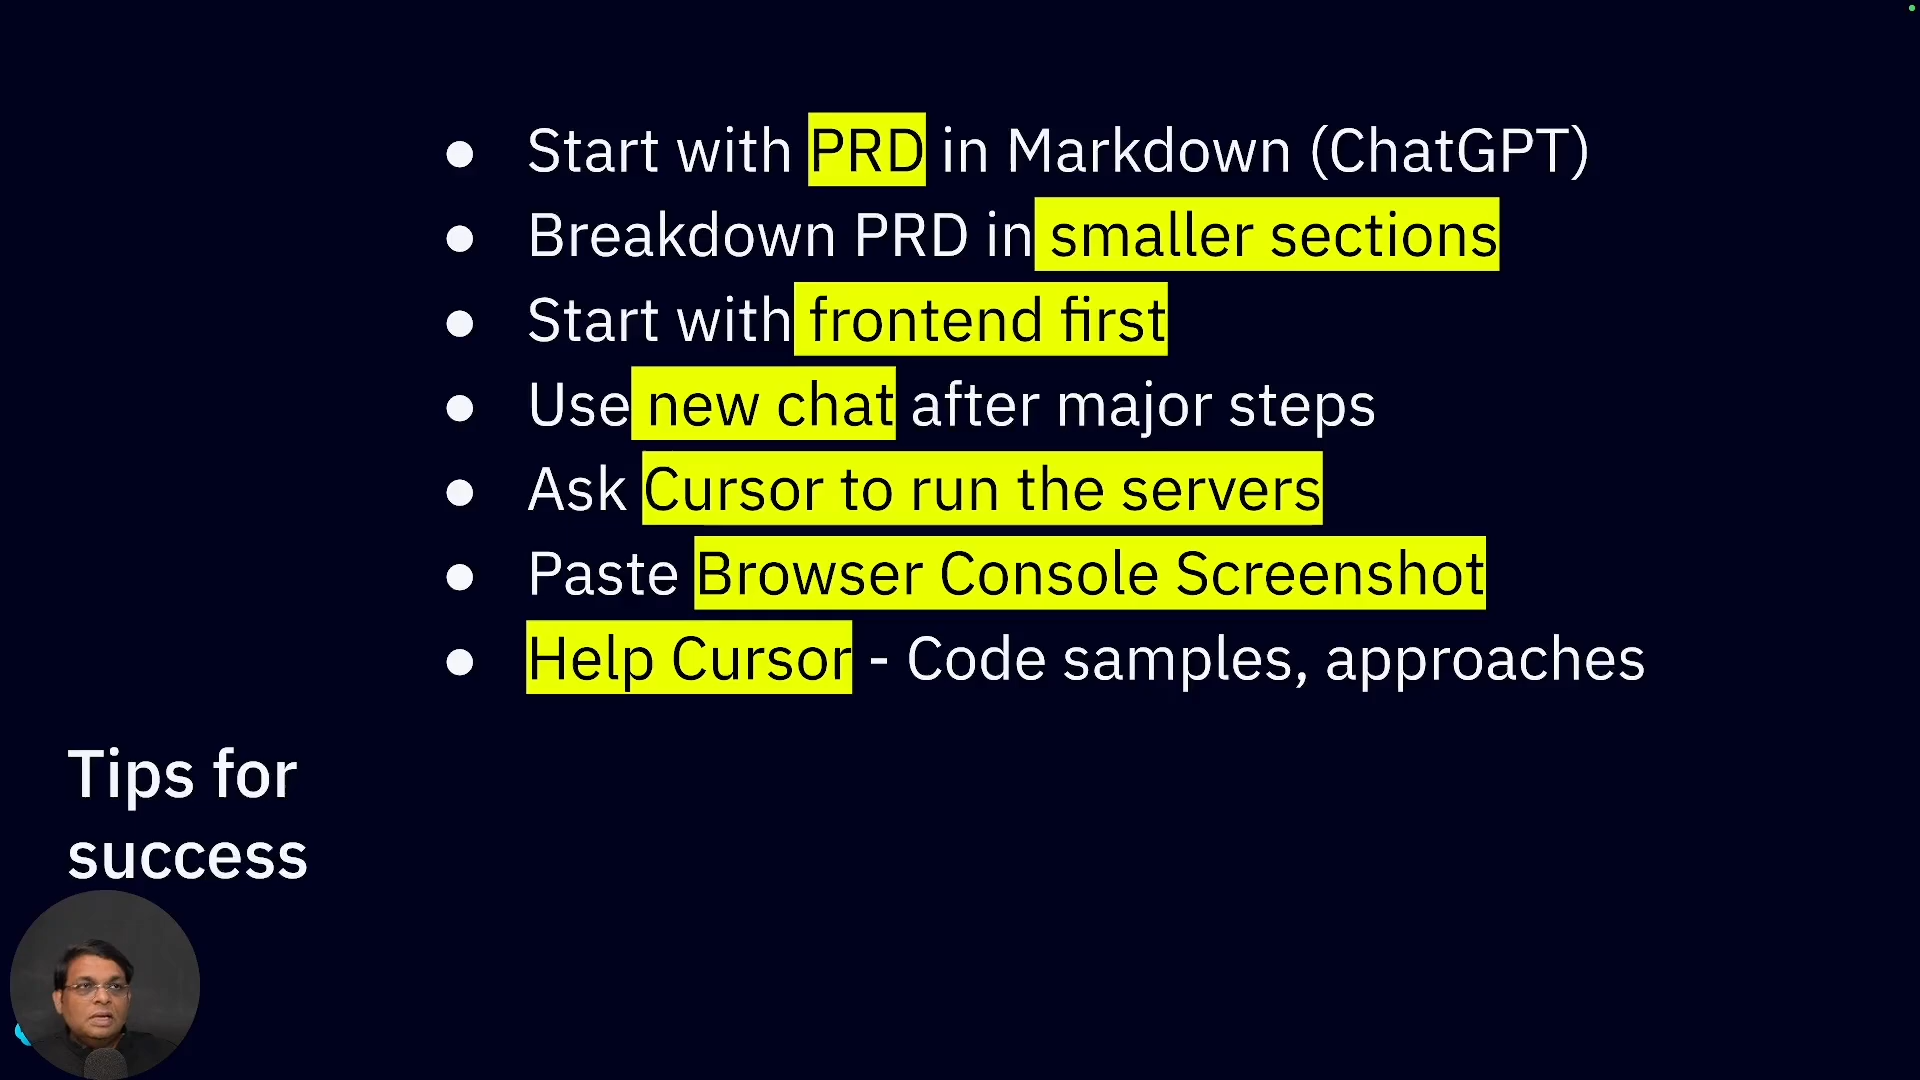 ● Start with PRD in Markdown (ChatGPT)
● Breakdown PRD in smaller sections
● Start with frontend first
● Use new chat after major steps
● Ask Cursor to run the servers
● Paste Browser Console Screenshot
● Help Cursor - Code samples, approaches
Tips for
success